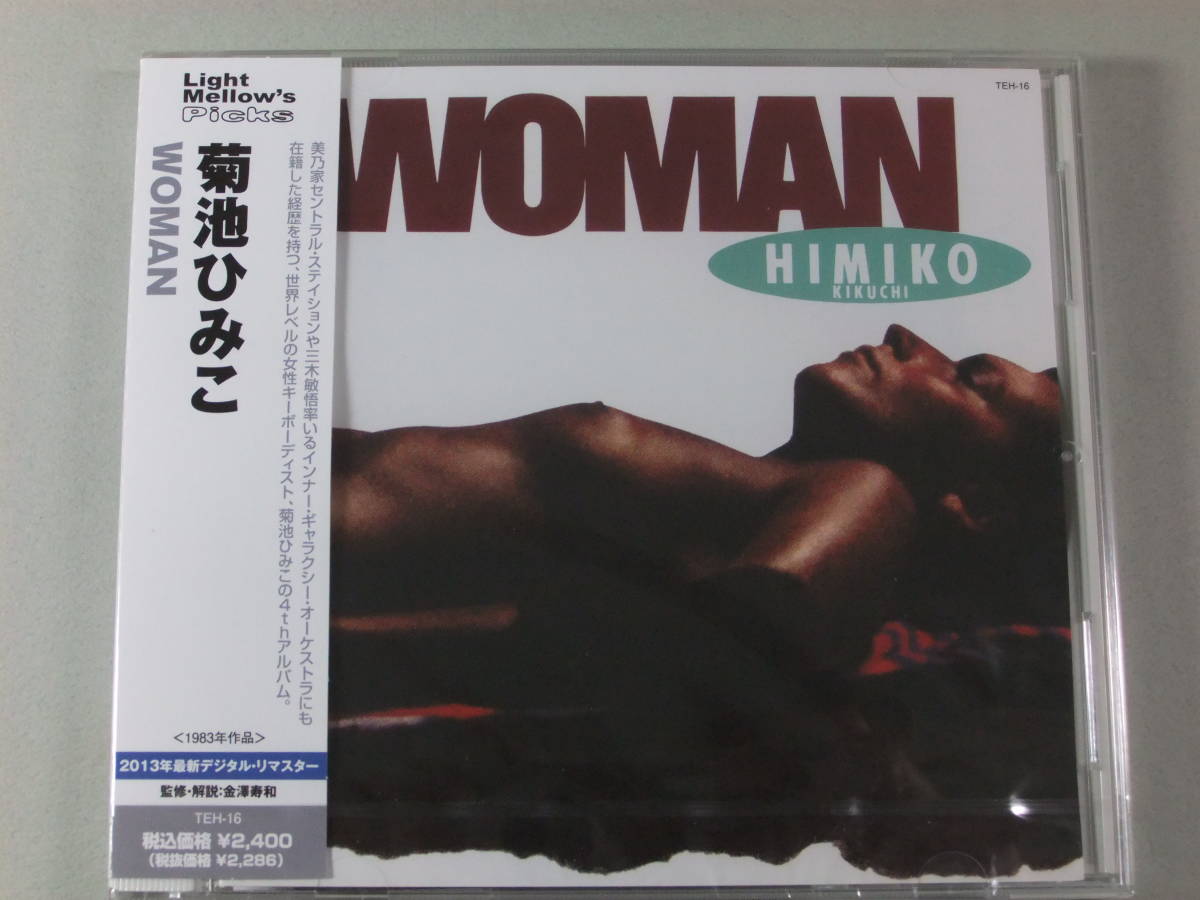 Light
Mellow's
Picks
菊池ひみこ
WOMAN
美乃家セントラル・ステイションや三木敏悟率いるインナー・ギャラクシー・オーケストラにも
在籍した経歴を持つ、世界レベルの女性キーボーディスト、菊池ひみこの4thアルバム。
<1983年作品>
2013年最新デジタル・リマスター
監修・解説:金澤寿和
TEH-16
税込価格 ¥2,400
(税抜価格 ¥2,286)
TEH-16
WOMAN
HIMIKO
KIKUCHI